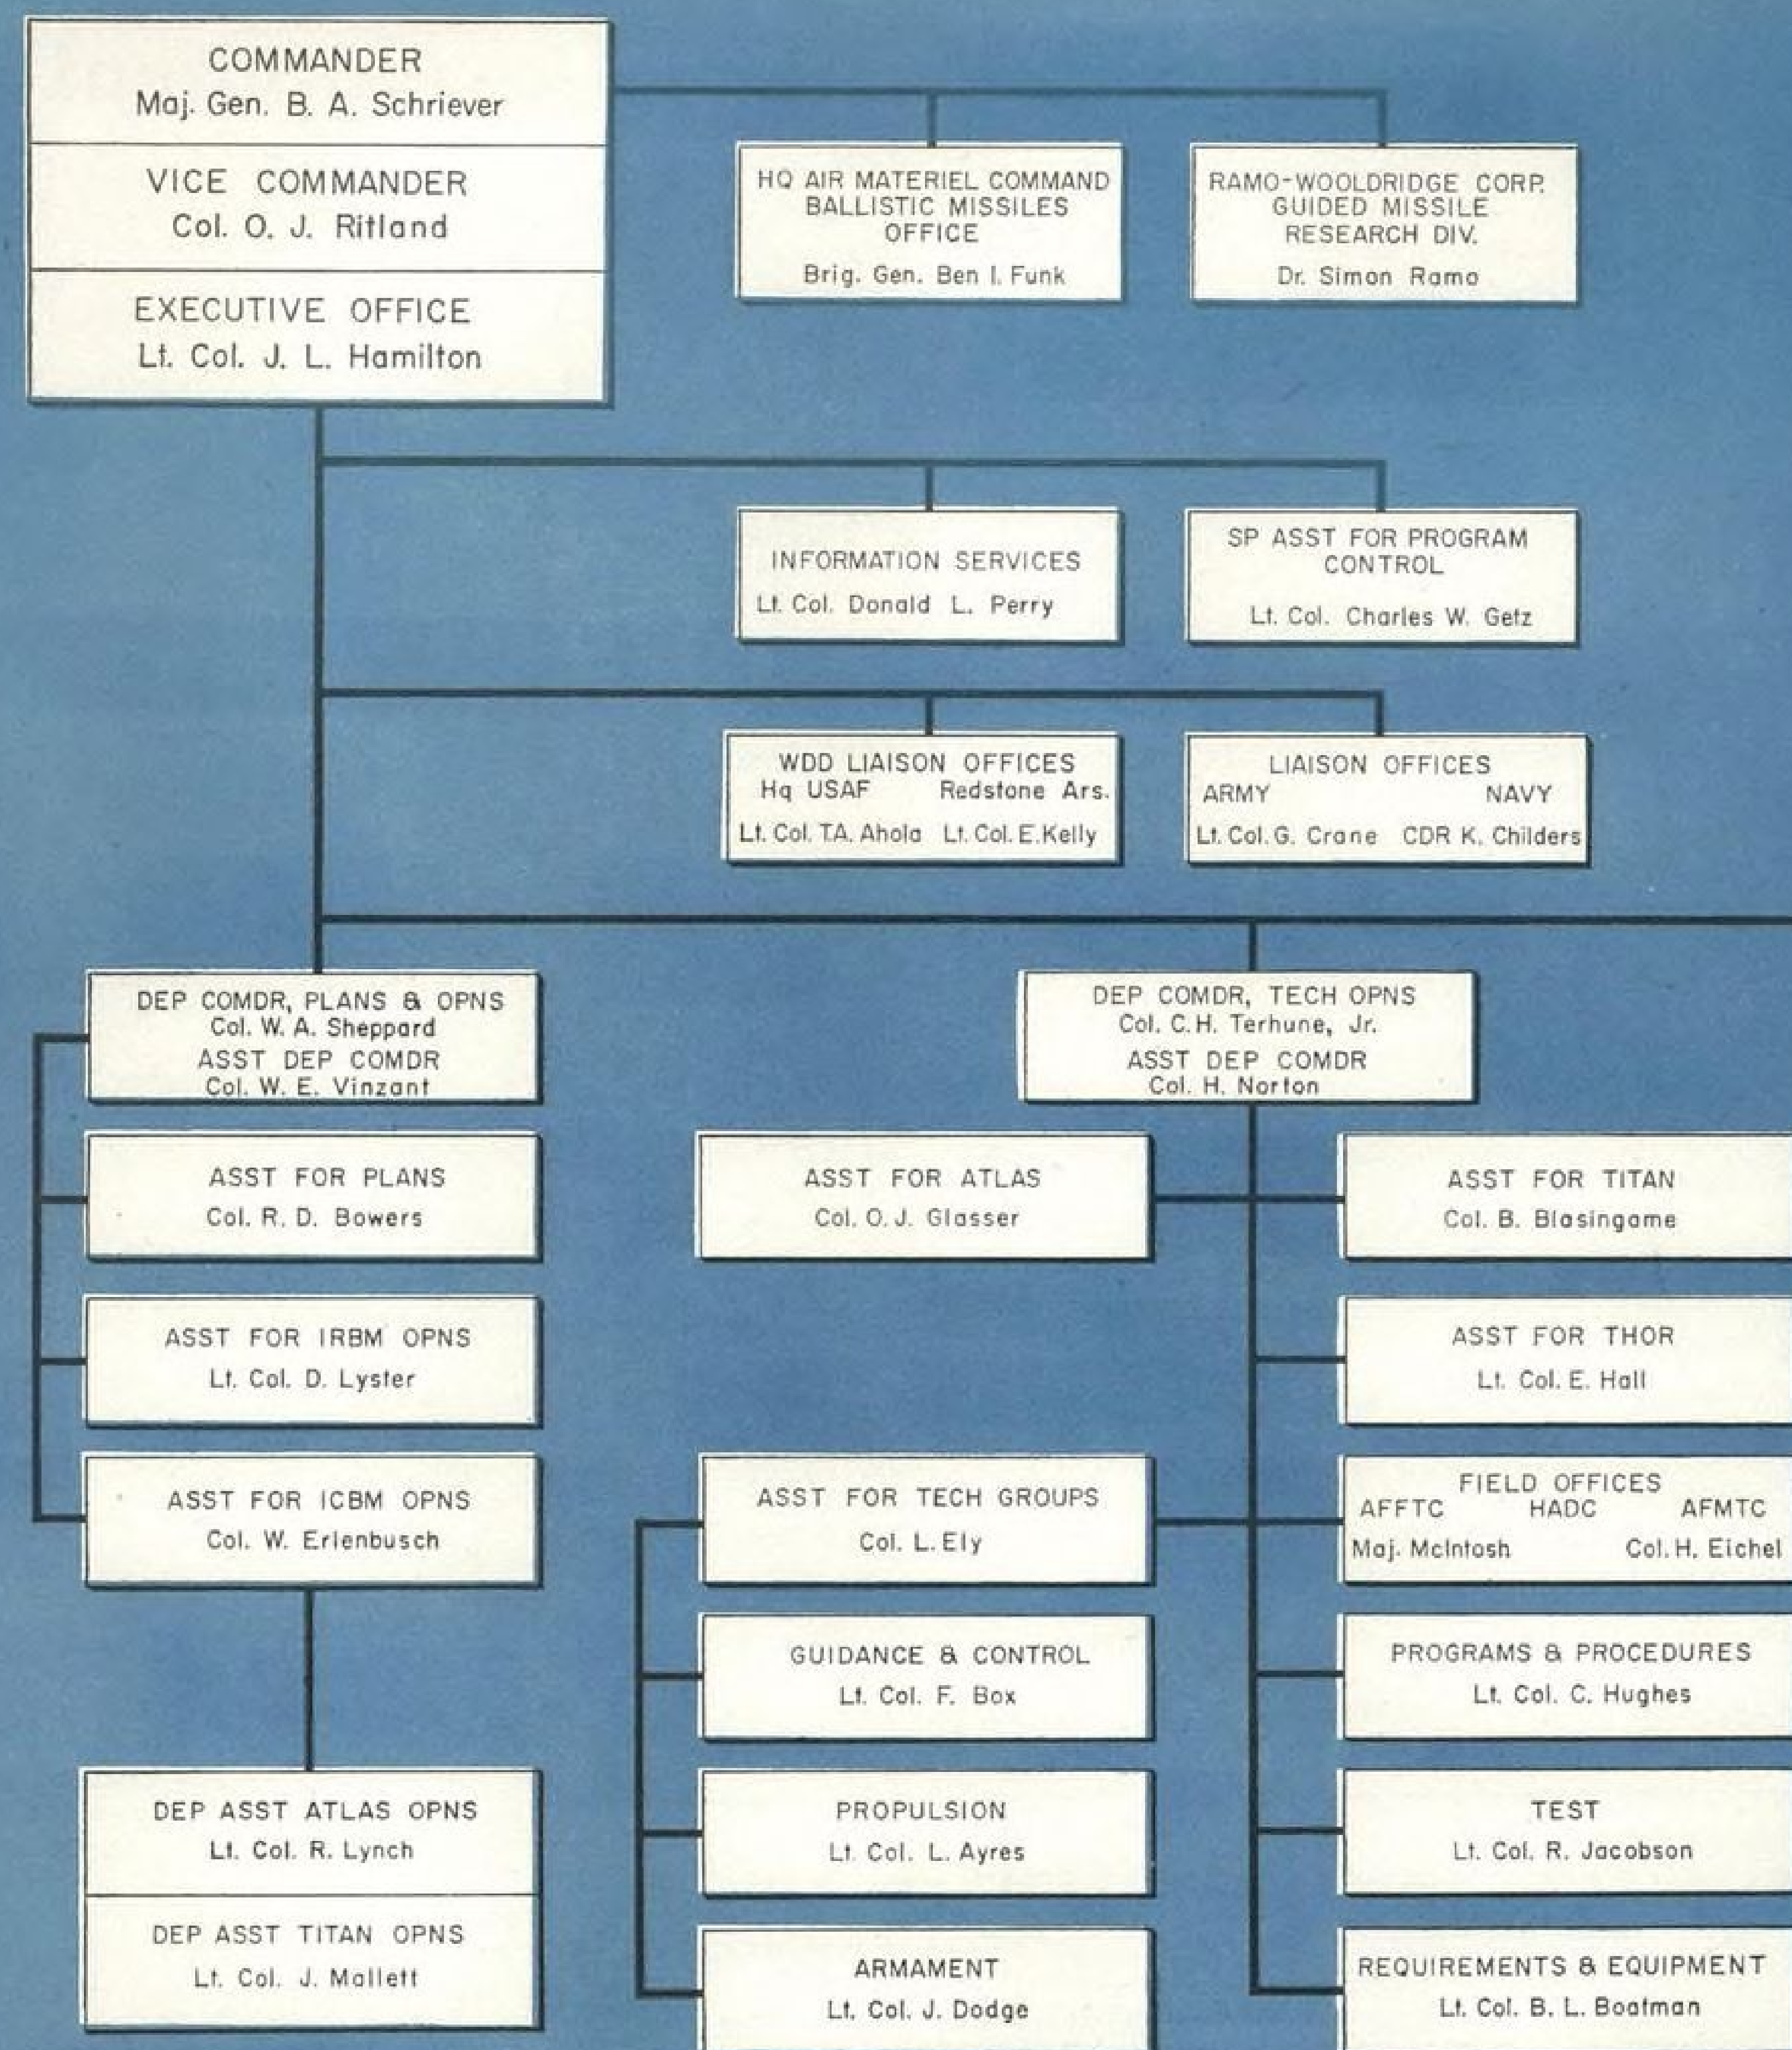 COMMANDER
Maj. Gen. B. A. Schriever
VICE COMMANDER
Col. O. J. Ritland
EXECUTIVE OFFICE
Lt. Col. J. L. Hamilton
HQ AIR MATERIEL COMMAND
BALLISTIC MISSILES
OFFICE
Brig. Gen. Ben I. Funk
RAMO-WOOLDRIDGE CORP.
GUIDED MISSILE
RESEARCH DIV.
Dr. Simon Ramo
INFORMATION SERVICES
Lt. Col. Donald L. Perry
SP ASST FOR PROGRAM
CONTROL
Lt. Col. Charles W. Getz
WDD LIAISON OFFICES
Hq USAF Redstone Ars.
Lt. Col. T.A. Ahola Lt. Col. E. Kelly
LIAISON OFFICES
ARMY NAVY
Lt. Col. G. Crane CDR K. Childers
DEP COMDR, PLANS & OPNS
Col. W. A. Sheppard
ASST DEP COMDR
Col. W. E. Vinzant
ASST FOR PLANS
Col. R. D. Bowers
ASST FOR IRBM OPNS
Lt. Col. D. Lyster
ASST FOR ICBM OPNS
Col. W. Erlenbusch
DEP ASST ATLAS OPNS
Lt. Col. R. Lynch
DEP ASST TITAN OPNS
Lt. Col. J. Mallett
DEP COMDR, TECH OPNS
Col. C. H. Terhune, Jr.
ASST DEP COMDR
Col. H. Norton
ASST FOR ATLAS
Col. O. J. Glasser
ASST FOR TITAN
Col. B. Blasingame
ASST FOR THOR
Lt. Col. E. Hall
ASST FOR TECH GROUPS
Col. L. Ely
FIELD OFFICES
AFFTC HADC AFMTC
Maj. McIntosh Col. H. Eichel
GUIDANCE & CONTROL
Lt. Col. F. Box
PROGRAMS & PROCEDURES
Lt. Col. C. Hughes
PROPULSION
Lt. Col. L. Ayres
TEST
Lt. Col. R. Jacobson
ARMAMENT
Lt. Col. J. Dodge
REQUIREMENTS & EQUIPMENT
Lt. Col. B. L. Boatman